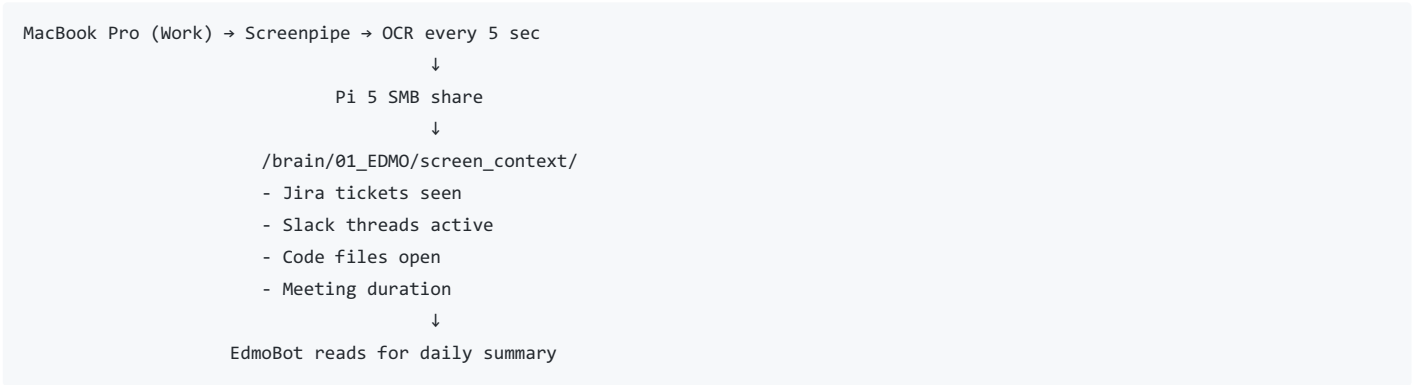 MacBook Pro (Work) → Screenpipe → OCR every 5 sec
↓
Pi 5 SMB share
↓
/brain/01_EDMO/screen_context/
- Jira tickets seen
- Slack threads active
- Code files open
- Meeting duration
↓
EdmoBot reads for daily summary